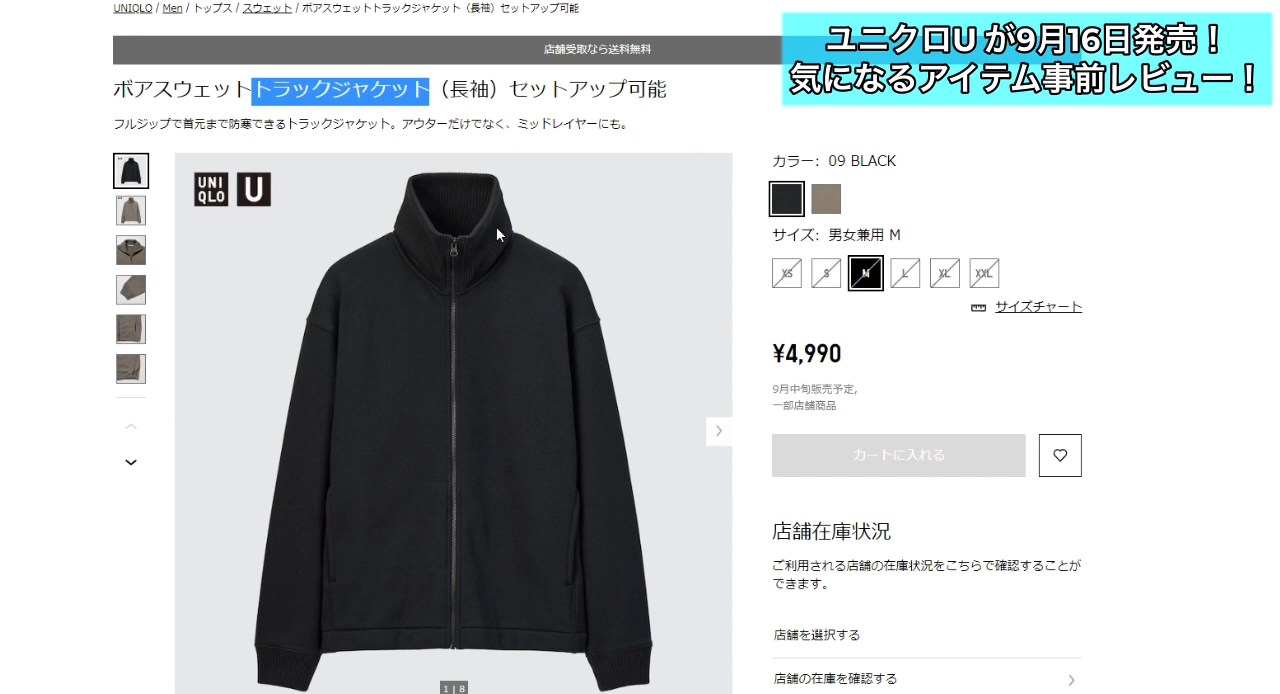 UNIQLO / Men / トップス / スウェット / ボアスウェットトラックジャケット（長袖）セットアップ可能
店舗受取なら送料無料
ユニクロU が9月16日発売！
気になるアイテム事前レビュー！
ボアスウェットトラックジャケット（長袖）セットアップ可能
フルジップで首元まで防寒できるトラックジャケット。アウターだけでなく、ミッドレイヤーにも。
UNI
QLO
U
カラー: 09 BLACK
サイズ: 男女兼用 M
XS S M L XL XXL
サイズチャート
¥4,990
9月中旬販売予定,
一部店舗商品
カートに入れる
店舗在庫状況
ご利用される店舗の在庫状況をこちらで確認することが
できます。
店舗を選択する
店舗の在庫を確認する
1 | 8